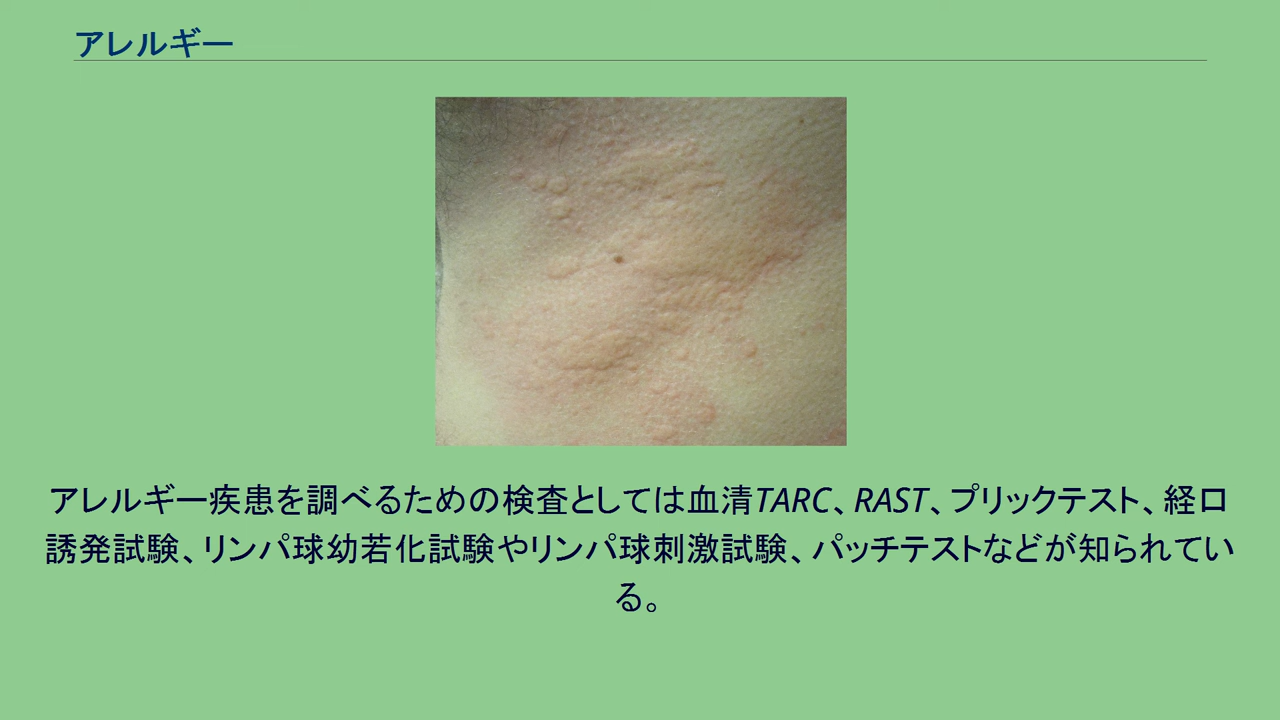 アレルギー
アレルギー疾患を調べるための検査としては血清TARC、RAST、プリックテスト、経口
誘発試験、リンパ球幼若化試験やリンパ球刺激試験、パッチテストなどが知られてい
る。